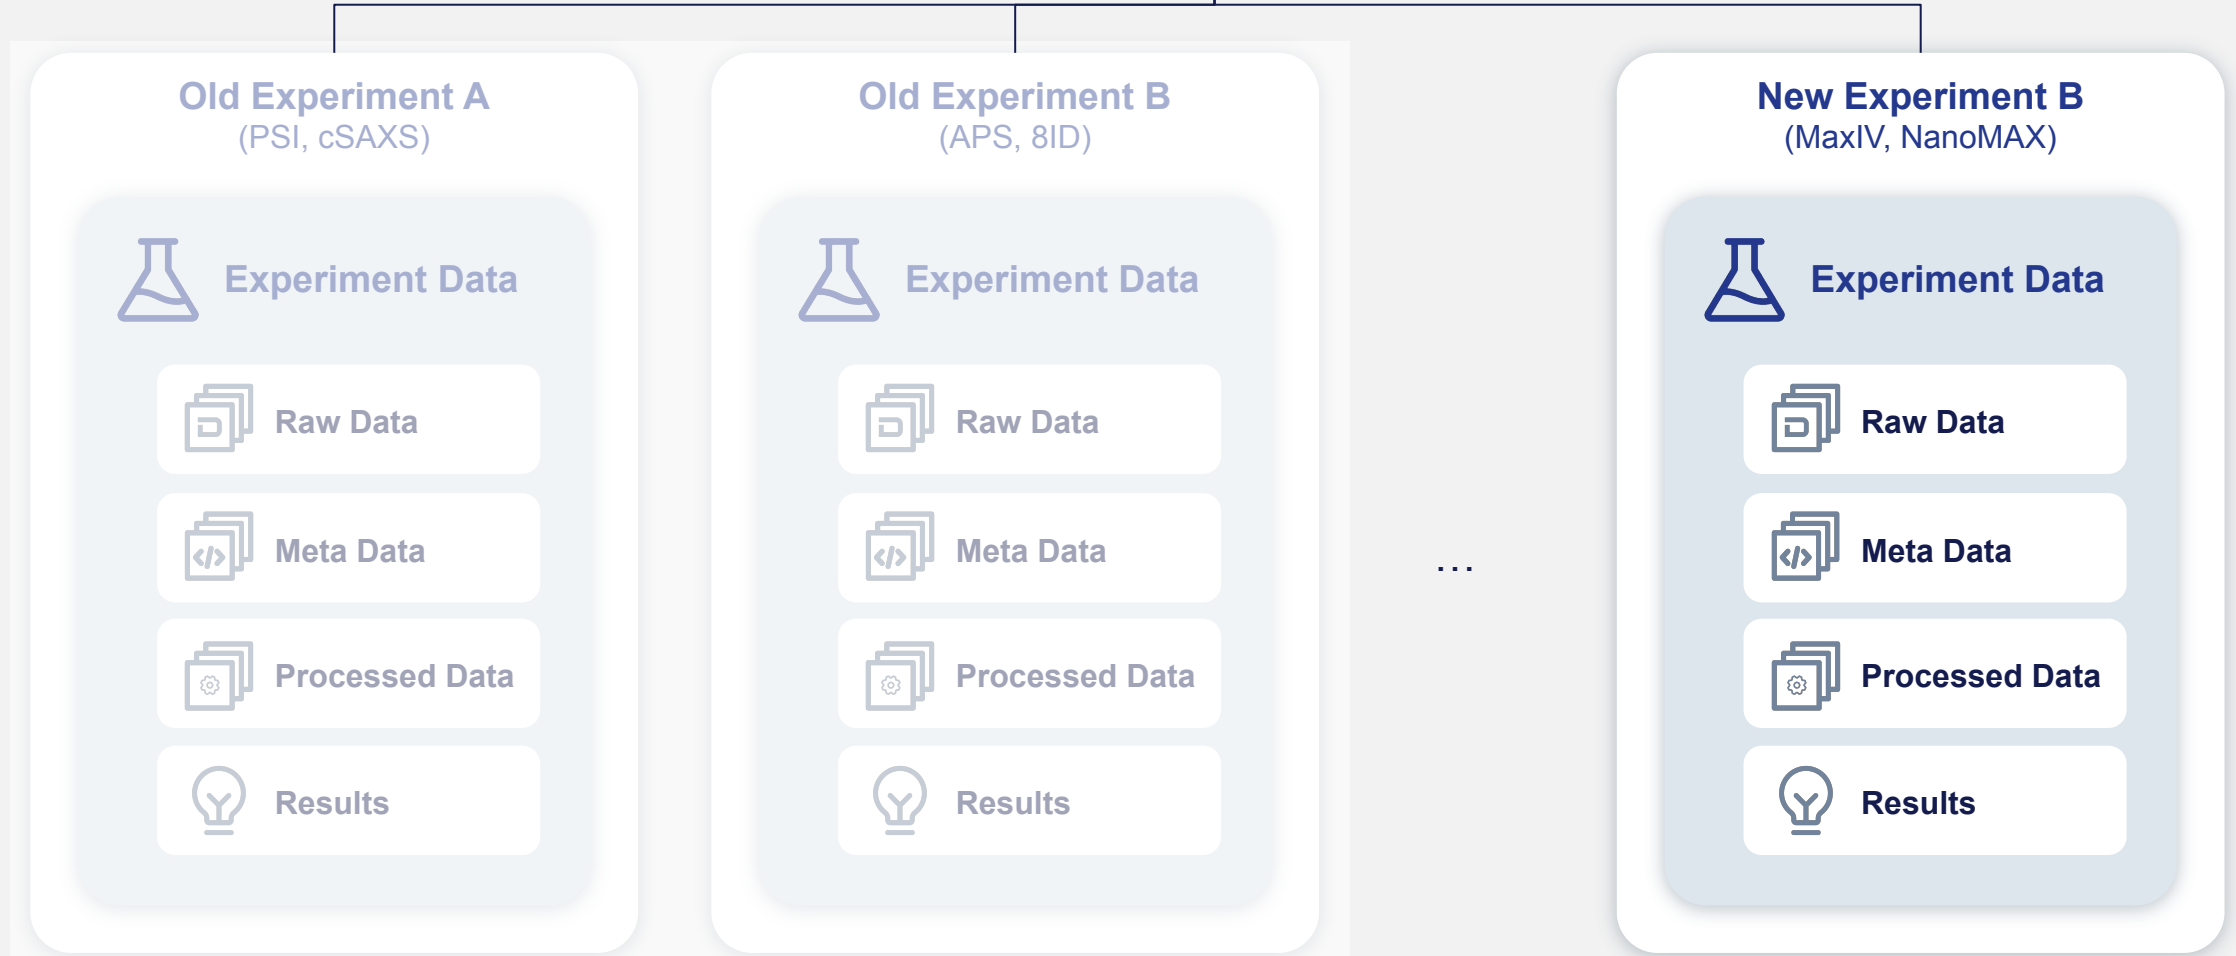 Old Experiment A
(PSI, cSAXS)
Experiment Data
Raw Data
Meta Data
Processed Data
Results
Old Experiment B
(APS, 8ID)
Experiment Data
Raw Data
Meta Data
Processed Data
Results
...
New Experiment B
(MaxIV, NanoMAX)
Experiment Data
Raw Data
Meta Data
Processed Data
Results